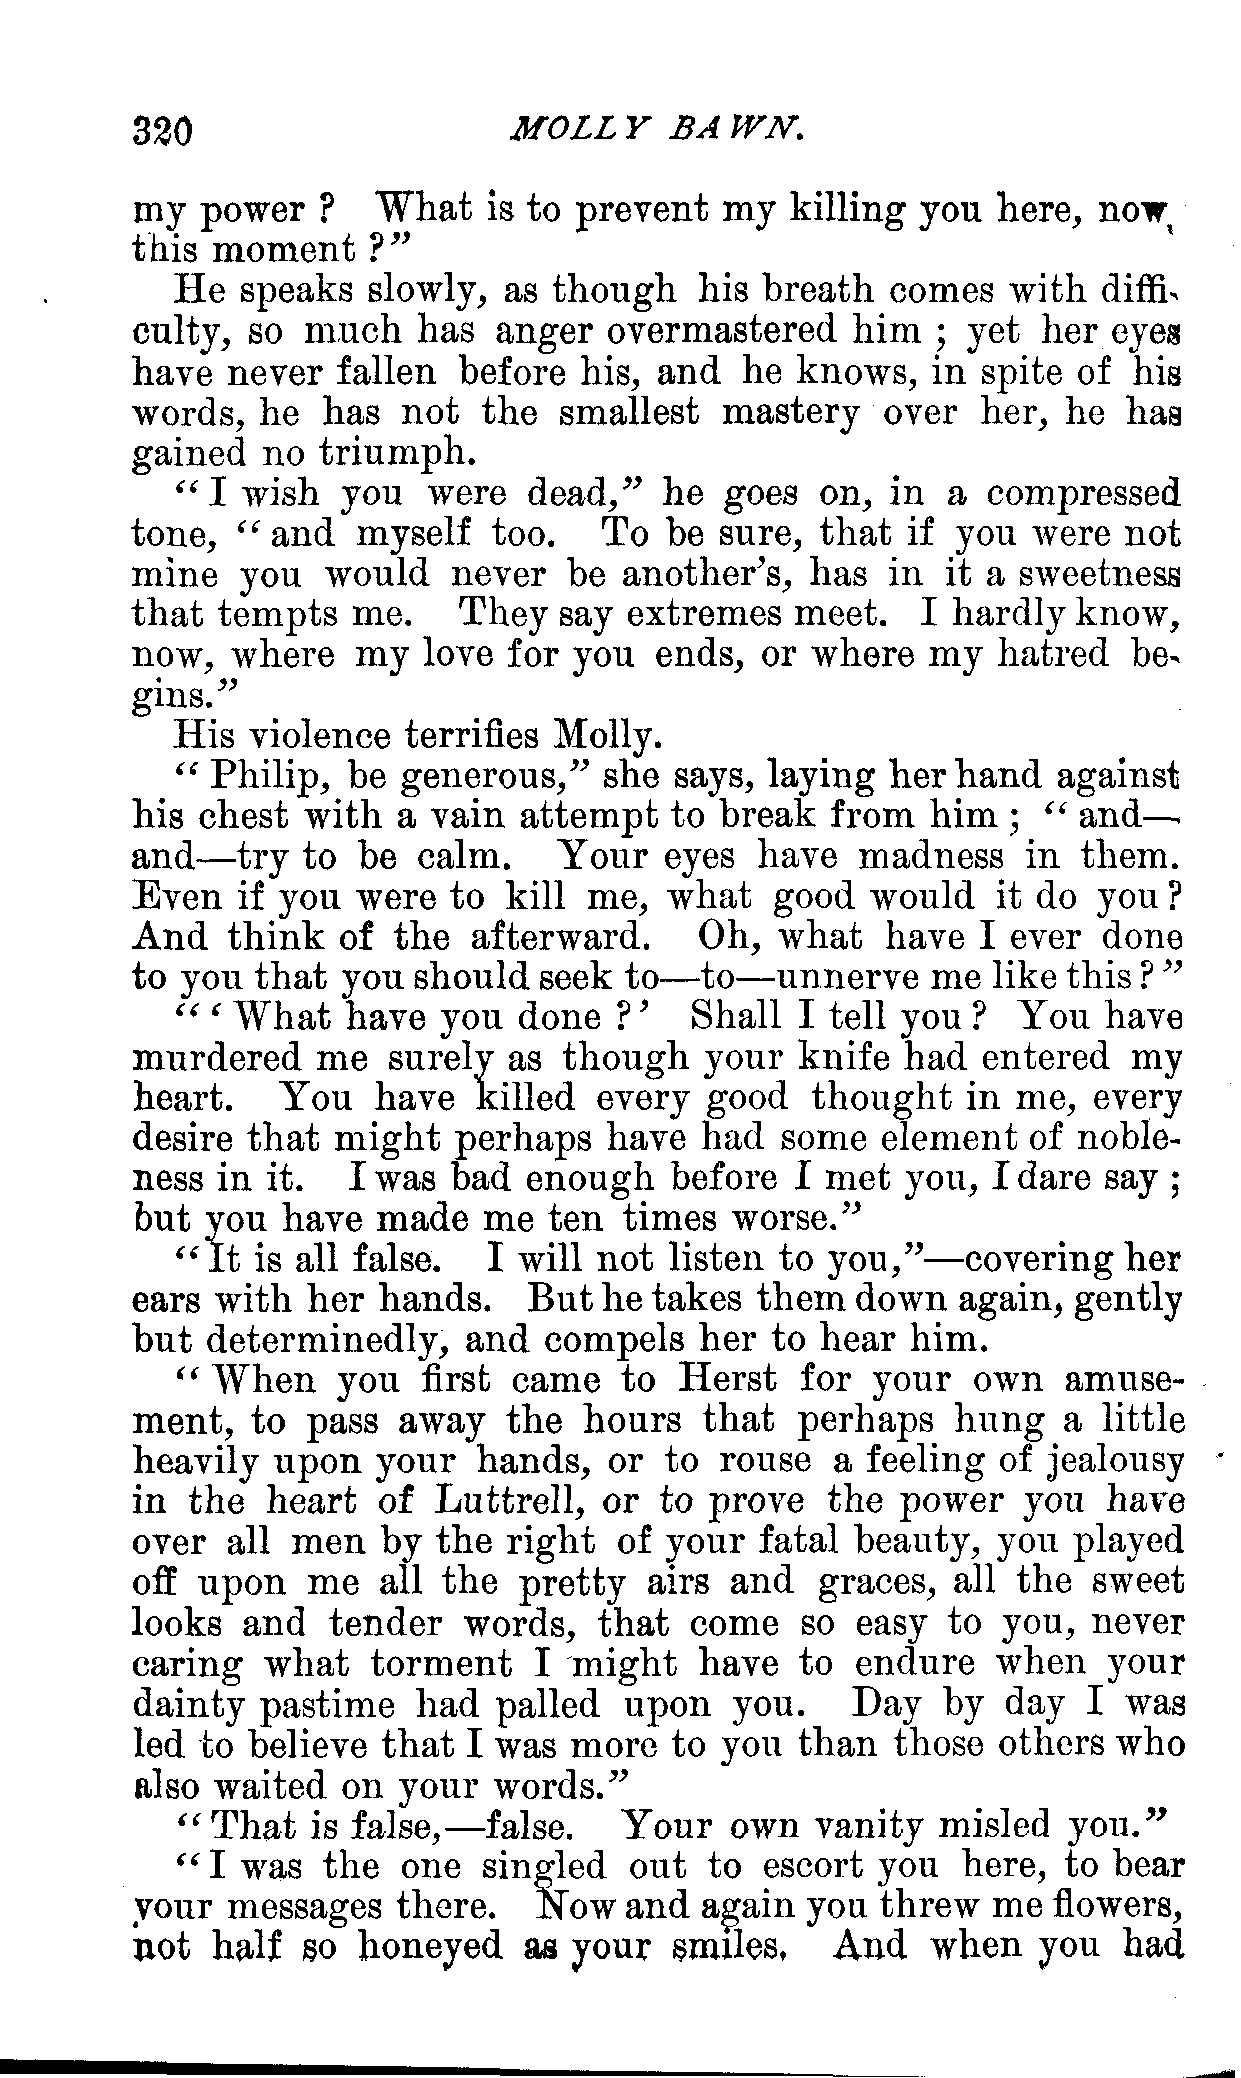 320 MOLLY BAWN.
my power ? What is to prevent my killing you here, now,
this moment ?”
He speaks slowly, as though his breath comes with diffi-
culty, so much has anger overmastered him ; yet her eyes
have never fallen before his, and he knows, in spite of his
words, he has not the smallest mastery over her, he has
gained no triumph.
“ I wish you were dead,” he goes on, in a compressed
tone, “ and myself too. To be sure, that if you were not
mine you would never be another’s, has in it a sweetness
that tempts me. They say extremes meet. I hardly know,
now, where my love for you ends, or where my hatred be-
gins.”
His violence terrifies Molly.
“ Philip, be generous,” she says, laying her hand against
his chest with a vain attempt to break from him ; “ and—
and—try to be calm. Your eyes have madness in them.
Even if you were to kill me, what good would it do you ?
And think of the afterward. Oh, what have I ever done
to you that you should seek to—to—unnerve me like this ? ”
“ ‘ What have you done ?’ Shall I tell you ? You have
murdered me surely as though your knife had entered my
heart. You have killed every good thought in me, every
desire that might perhaps have had some element of noble-
ness in it. I was bad enough before I met you, I dare say ;
but you have made me ten times worse.”
“ It is all false. I will not listen to you,”—covering her
ears with her hands. But he takes them down again, gently
but determinedly, and compels her to hear him.
“ When you first came to Herst for your own amuse-
ment, to pass away the hours that perhaps hung a little
heavily upon your hands, or to rouse a feeling of jealousy
in the heart of Luttrell, or to prove the power you have
over all men by the right of your fatal beauty, you played
off upon me all the pretty airs and graces, all the sweet
looks and tender words, that come so easy to you, never
caring what torment I might have to endure when your
dainty pastime had palled upon you. Day by day I was
led to believe that I was more to you than those others who
also waited on your words.”
“ That is false,—false. Your own vanity misled you.”
“ I was the one singled out to escort you here, to bear
your messages there. Now and again you threw me flowers,
not half so honeyed as your smiles. And when you had